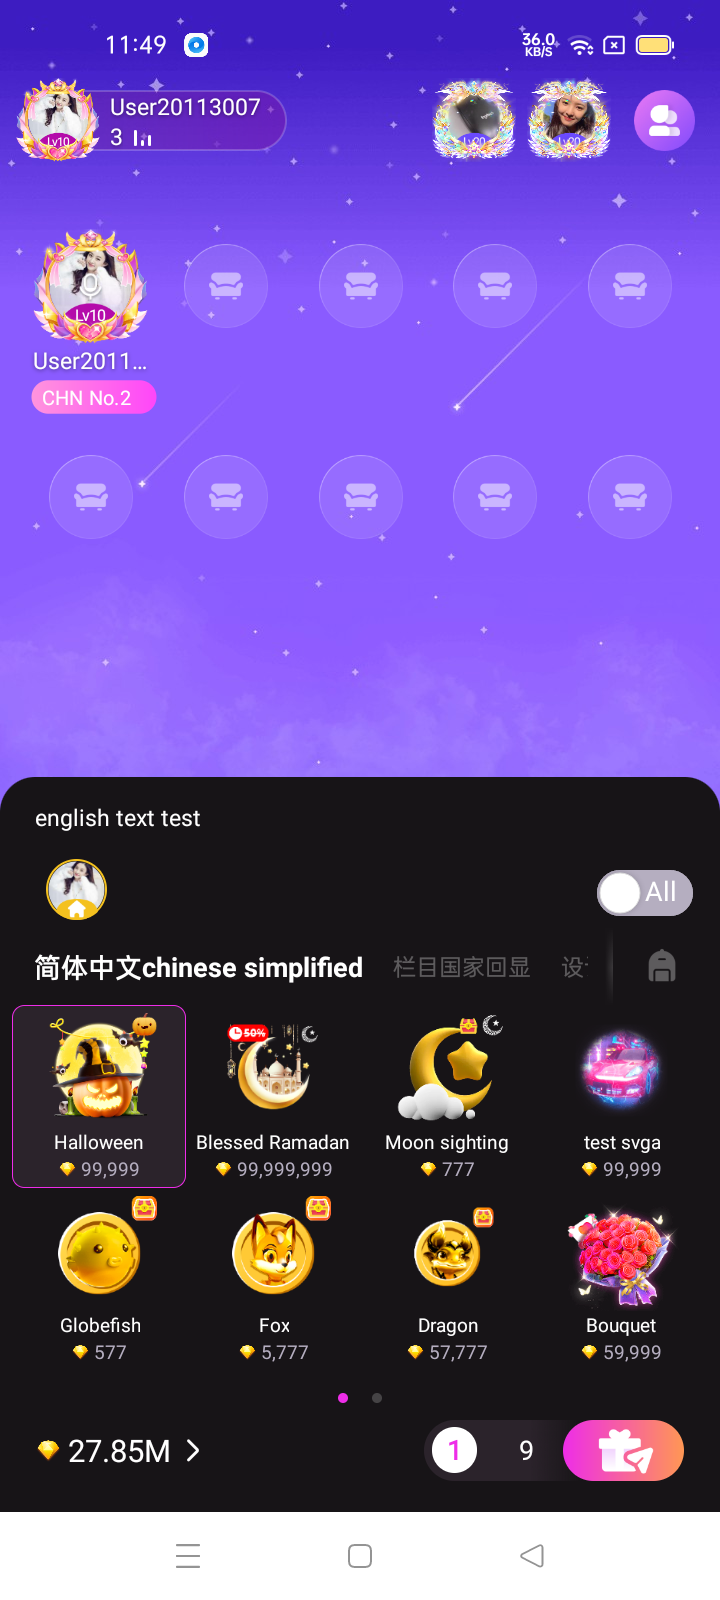 11:49
36.0
KB/S
Lv10
User20113007
3
Lv20
Lv20
Lv10
User2011...
CHN No.2
english text test
All
简体中文chinese simplified
栏目国家回显
设
Halloween
99,999
50%
Blessed Ramadan
99,999,999
Moon sighting
777
test svga
99,999
Globefish
577
Fox
5,777
Dragon
57,777
Bouquet
59,999
27.85M
1
9